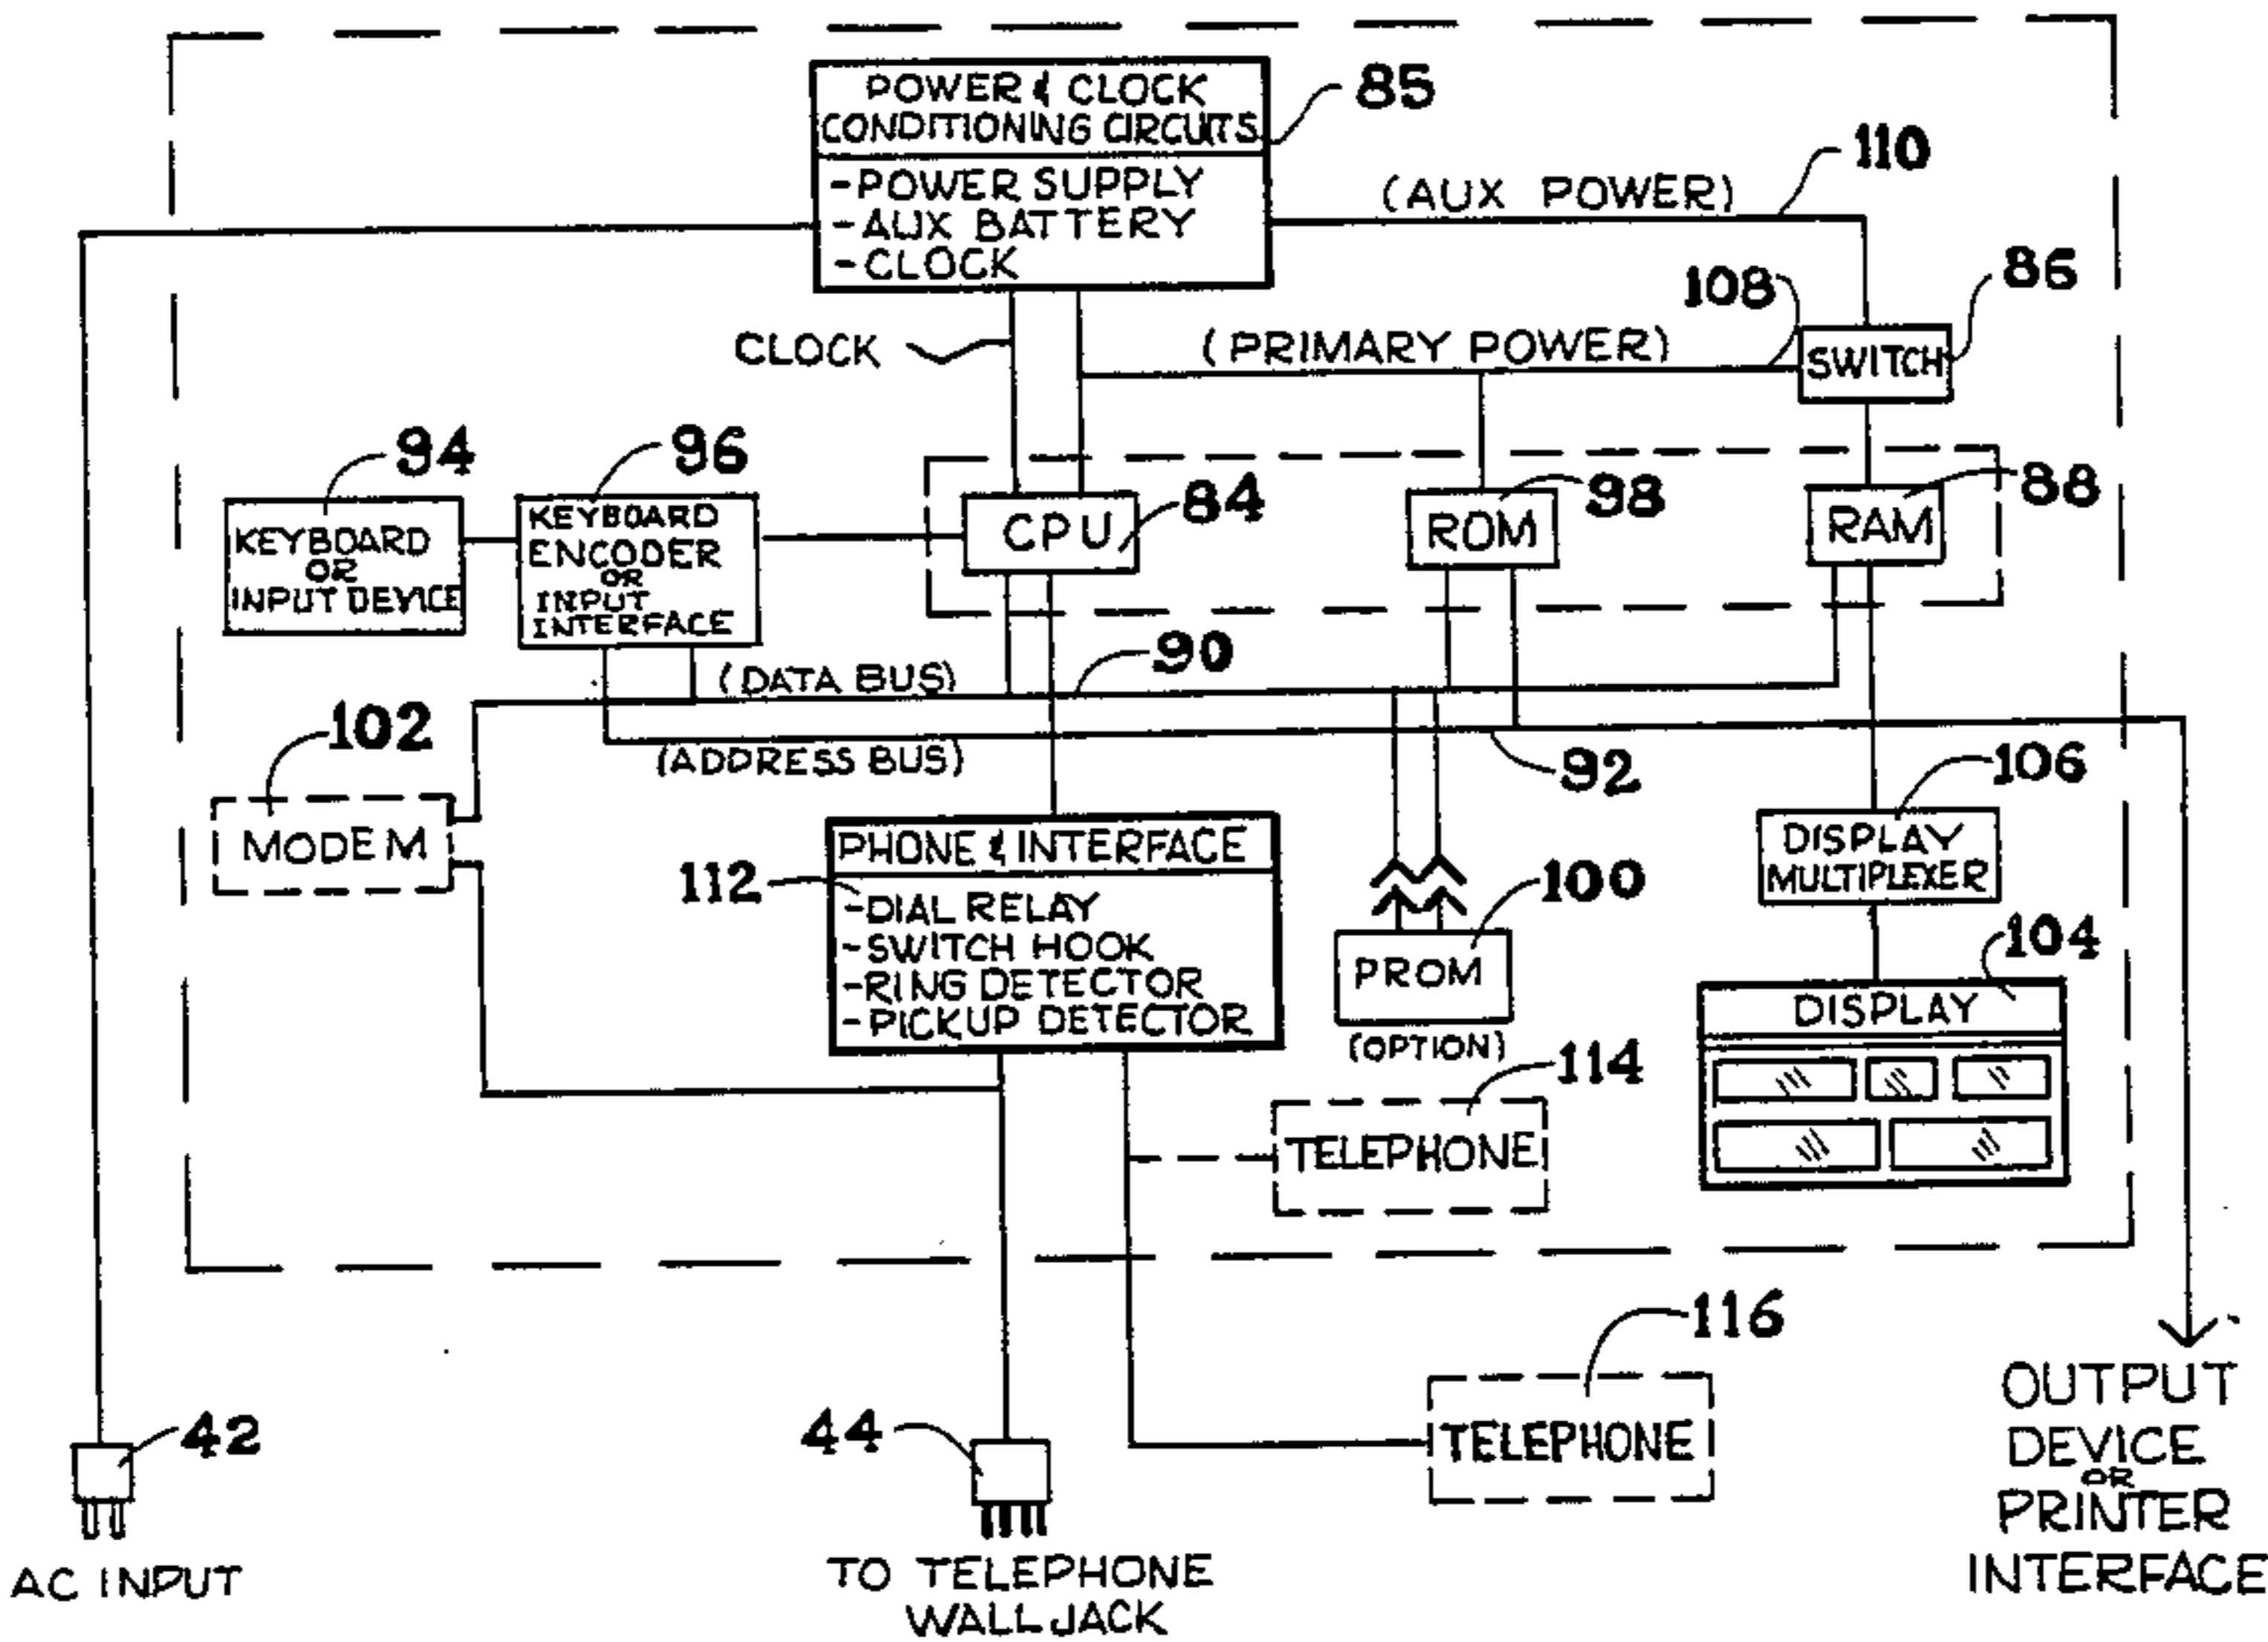 POWER & CLOCK
CONDITIONING CIRCUITS
85
-POWER SUPPLY
-AUX BATTERY
-CLOCK
(AUX POWER)
110
108
86
CLOCK
(PRIMARY POWER)
SWITCH
94
96
98
88
84
KEYBOARD
OR
INPUT DEVICE
KEYBOARD
ENCODER
OR
INPUT
INTERFACE
CPU
ROM
RAM
90
(DATA BUS)
102
(ADDRESS BUS)
92
106
MODEM
PHONE & INTERFACE
112
-DIAL RELAY
-SWITCH HOOK
-RING DETECTOR
-PICKUP DETECTOR
100
PROM
(OPTION)
DISPLAY
MULTIPLEXER
104
DISPLAY
114
TELEPHONE
116
TELEPHONE
42
44
AC INPUT
TO TELEPHONE
WALL JACK
OUTPUT
DEVICE
OR
PRINTER
INTERFACE